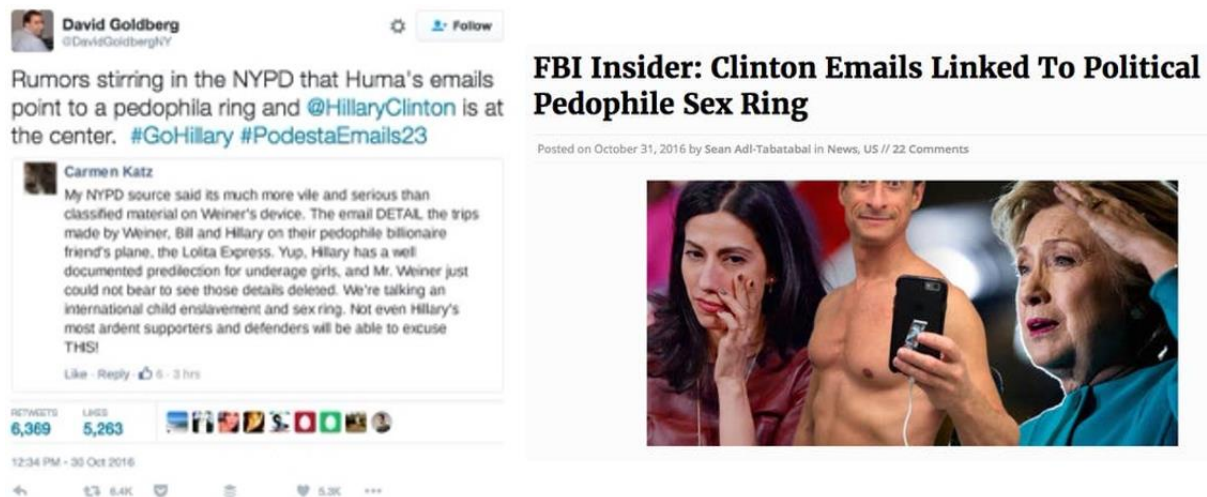 David Goldberg
@DavidGoldbergNY
Follow
Rumors stirring in the NYPD that Huma's emails
point to a pedophila ring and @HillaryClinton is at
the center. #GoHillary #PodestaEmails23
Carmen Katz
My NYPD source said its much more vile and serious than
classified material on Weiner's device. The email DETAIL the trips
made by Weiner, Bill and Hillary on their pedophile billionaire
friend's plane, the Lolita Express. Yup, Hillary has a well
documented predilection for underage girls, and Mr. Weiner just
could not bear to see those details deleted. We're talking an
international child enslavement and sex ring. Not even Hillary's
most ardent supporters and defenders will be able to excuse
THIS!
Like · Reply · 6 · 3 hrs
RETWEETS LIKES
6,369 5,263
12:34 PM - 30 Oct 2016
6.4K 5.3K
FBI Insider: Clinton Emails Linked To Political
Pedophile Sex Ring
Posted on October 31, 2016 by Sean Adl-Tabatabai in News, US // 22 Comments